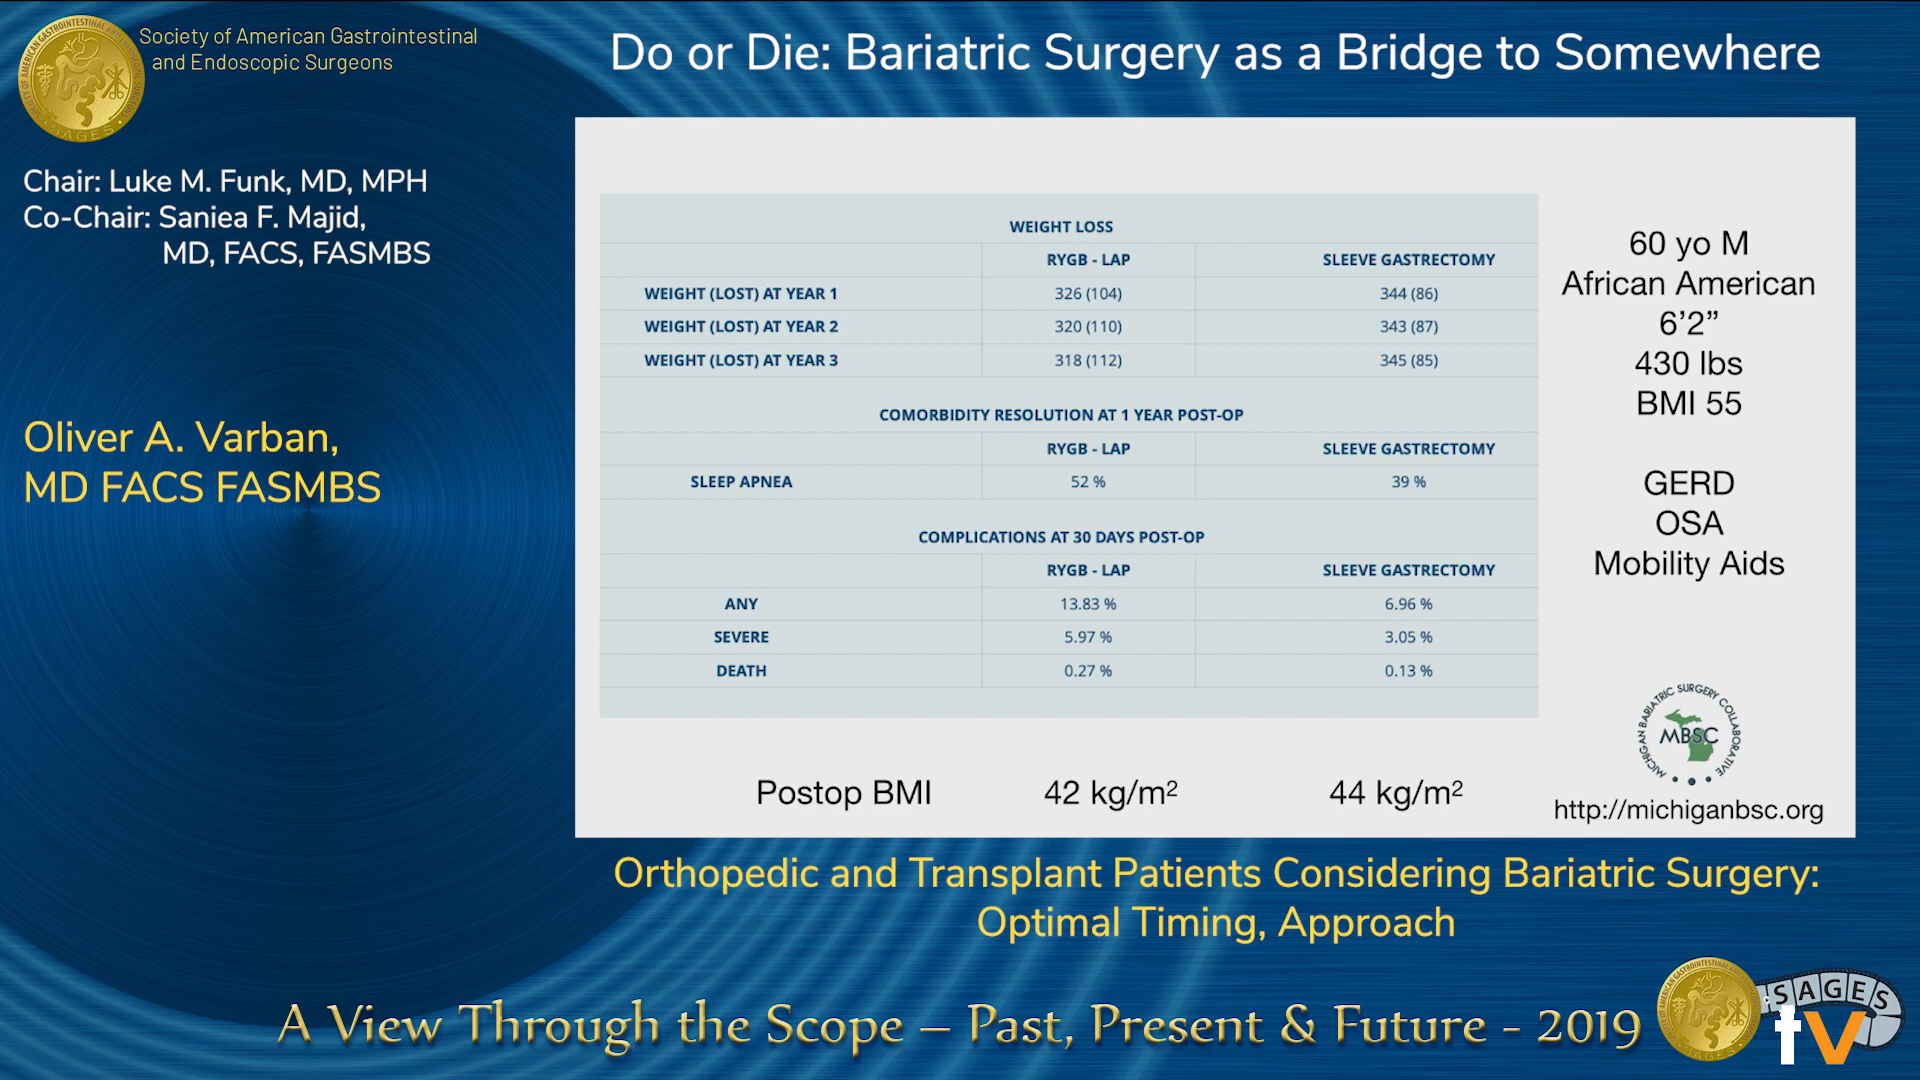 Society of American Gastrointestinal
and Endoscopic Surgeons
Do or Die: Bariatric Surgery as a Bridge to Somewhere
Chair: Luke M. Funk, MD, MPH
Co-Chair: Saniea F. Majid,
MD, FACS, FASMBS
Oliver A. Varban,
MD FACS FASMBS
WEIGHT LOSS
RYGB - LAP SLEEVE GASTRECTOMY
WEIGHT (LOST) AT YEAR 1 326 (104) 344 (86)
WEIGHT (LOST) AT YEAR 2 320 (110) 343 (87)
WEIGHT (LOST) AT YEAR 3 318 (112) 345 (85)
COMORBIDITY RESOLUTION AT 1 YEAR POST-OP
RYGB - LAP SLEEVE GASTRECTOMY
SLEEP APNEA 52 % 39 %
COMPLICATIONS AT 30 DAYS POST-OP
RYGB - LAP SLEEVE GASTRECTOMY
ANY 13.83 % 6.96 %
SEVERE 5.97 % 3.05 %
DEATH 0.27 % 0.13 %
Postop BMI 42 kg/m² 44 kg/m²
60 yo M
African American
6’2”
430 lbs
BMI 55
GERD
OSA
Mobility Aids
MICHIGAN BARIATRIC SURGERY COLLABORATIVE
MBSC
http://michiganbsc.org
Orthopedic and Transplant Patients Considering Bariatric Surgery:
Optimal Timing, Approach
A View Through the Scope – Past, Present & Future - 2019
SAGES
tv